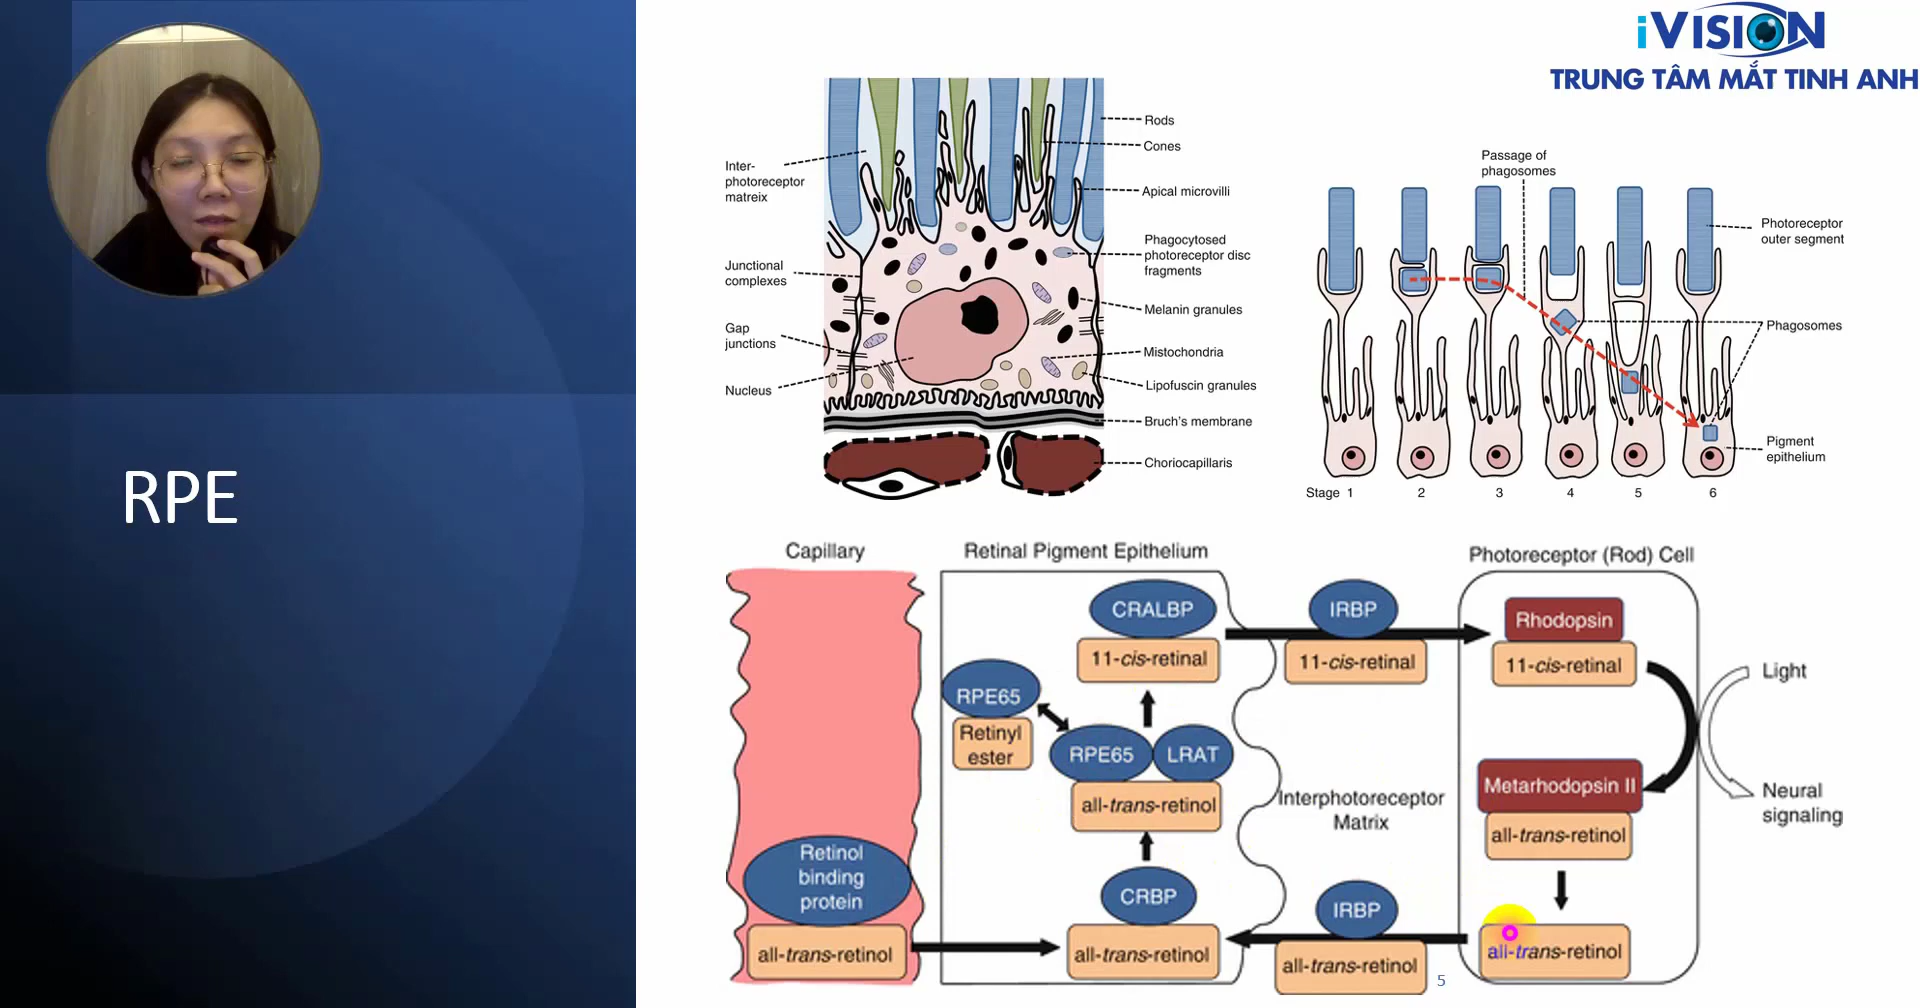 iVISION
TRUNG TÂM MẮT TINH ANH
RPE
Inter-
photoreceptor
matreix
Junctional
complexes
Gap
junctions
Nucleus
Rods
Cones
Apical microvilli
Phagocytosed
photoreceptor disc
fragments
Melanin granules
Mistochondria
Lipofuscin granules
Bruch's membrane
Choriocapillaris
Passage of
phagosomes
Photoreceptor
outer segment
Phagosomes
Pigment
epithelium
Stage 1 2 3 4 5 6
Capillary
Retinal Pigment Epithelium
Photoreceptor (Rod) Cell
CRALBP
11-cis-retinal
IRBP
11-cis-retinal
Rhodopsin
11-cis-retinal
Light
RPE65
Retinyl
ester
RPE65
LRAT
all-trans-retinol
Interphotoreceptor
Matrix
Metarhodopsin II
all-trans-retinol
Neural
signaling
Retinol
binding
protein
all-trans-retinol
CRBP
all-trans-retinol
IRBP
all-trans-retinol
all-trans-retinol
5